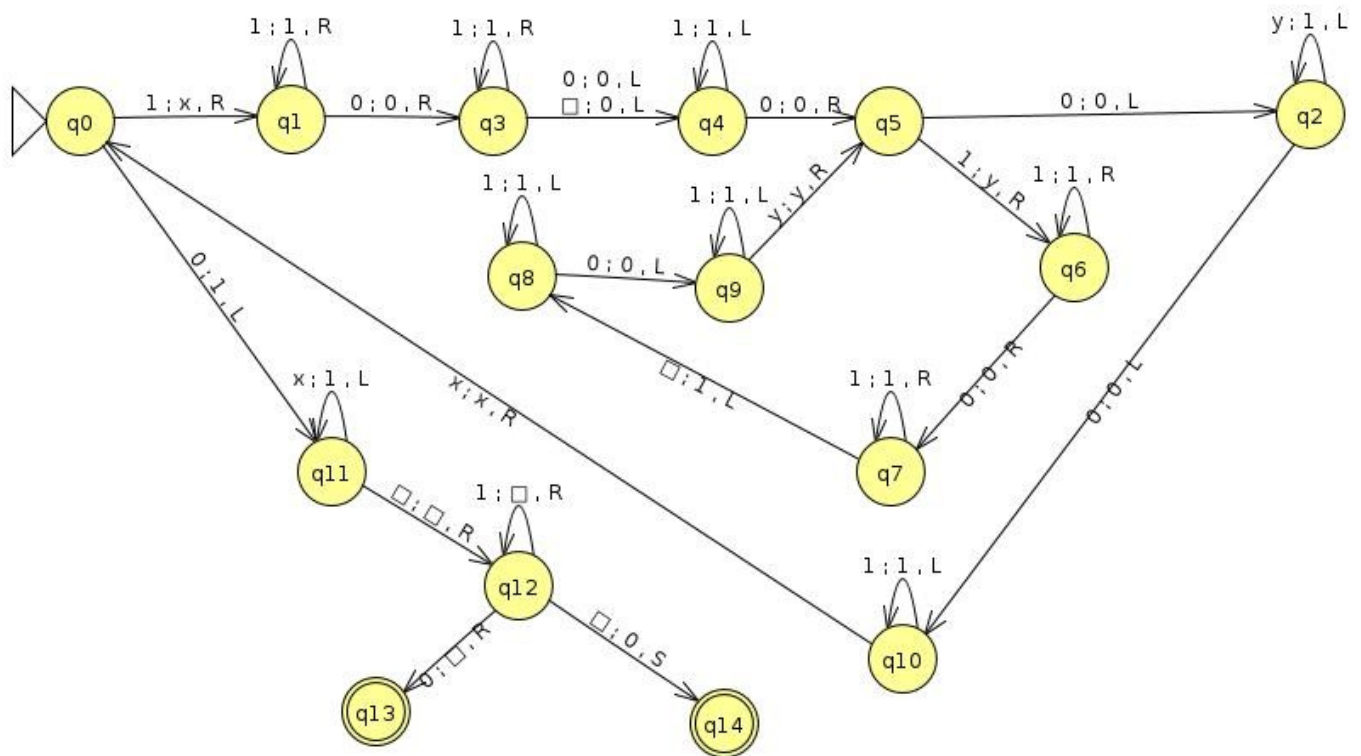 1 ; 1 , R
1 ; 1 , R
1 ; 1 , L
y ; 1 , L
q0
1 ; x , R
q1
0 ; 0 , R
q3
0 ; 0 , L
□ ; 0 , L
q4
0 ; 0 , R
q5
0 ; 0 , L
q2
1 ; 1 , L
q8
0 ; 0 , L
1 ; 1 , L
q9
y ; y , R
1 ; y , R
1 ; 1 , R
q6
0 ; 1 , L
x ; x , R
□ ; 1 , L
0 ; 0 , R
0 ; 0 , L
x ; 1 , L
q11
1 ; 1 , R
q7
□ ; □ , R
1 ; □ , R
q12
0 ; □ , R
□ ; 0 , S
1 ; 1 , L
q10
q13
q14